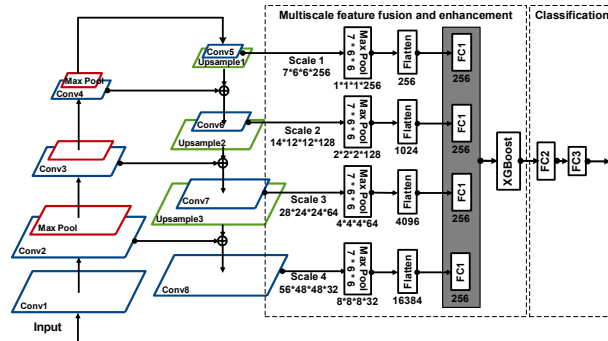 Multiscale feature fusion and enhancement
Classification
Conv5
Upsample1
Scale 1
7*6*6*256
Max Pool
7*6*6
1*1*1*256
Flatten
256
FC1
256
Max Pool
Conv4
Conv6
Upsample2
Scale 2
14*12*12*128
Max Pool
7*6*6
2*2*2*128
Flatten
1024
FC1
256
Conv3
Conv7
Upsample3
Scale 3
28*24*24*64
Max Pool
7*6*6
4*4*4*64
Flatten
4096
FC1
256
XGBoost
FC2
FC3
Max Pool
Conv2
Conv8
Scale 4
56*48*48*32
Max Pool
7*6*6
8*8*8*32
Flatten
16384
FC1
256
Conv1
Input